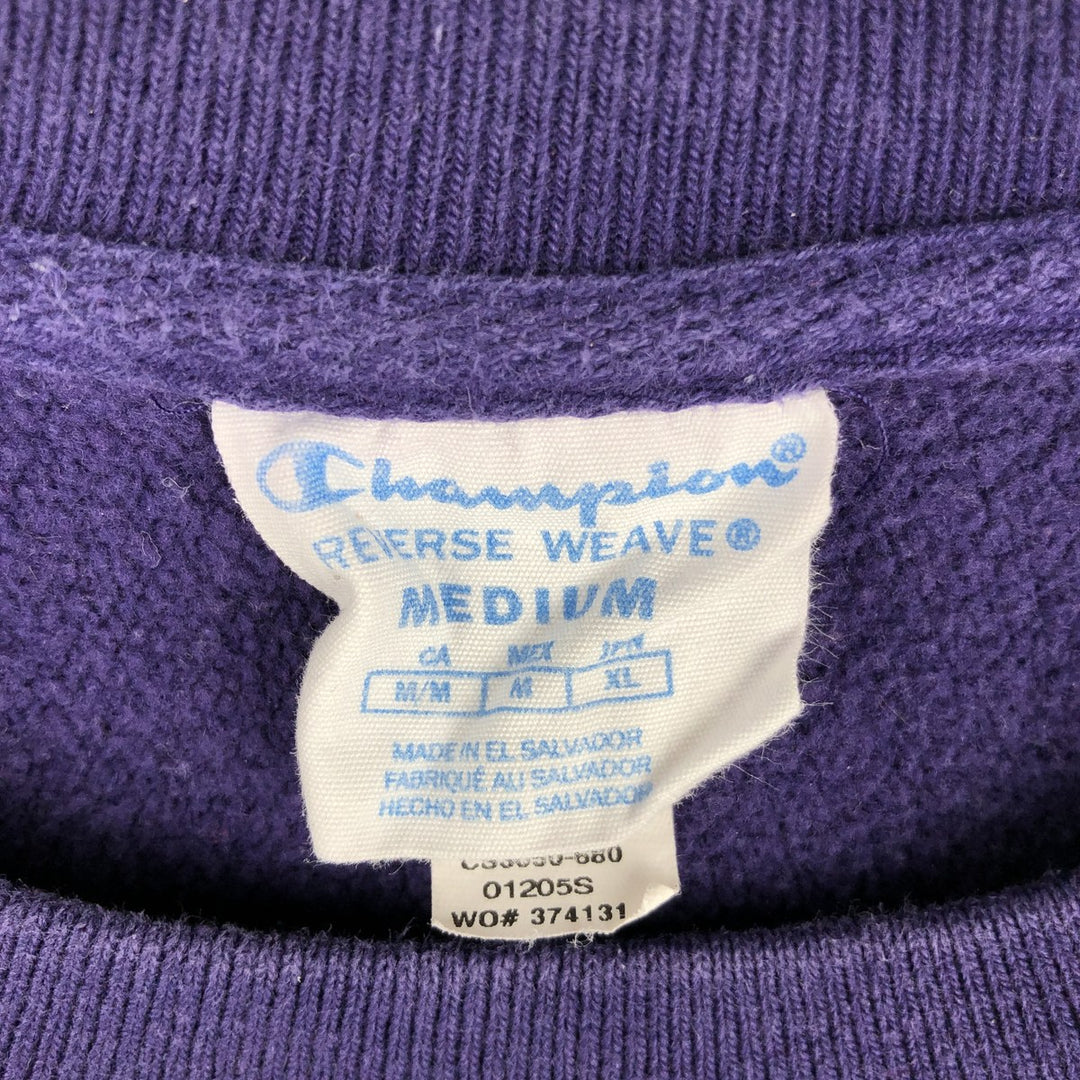 Champion®
REVERSE WEAVE®
MEDIUM
CA MEX JPN
M/M M XL
MADE IN EL SALVADOR
FABRIQUÉ AU SALVADOR
HECHO EN EL SALVADOR
01205S
WO# 374131